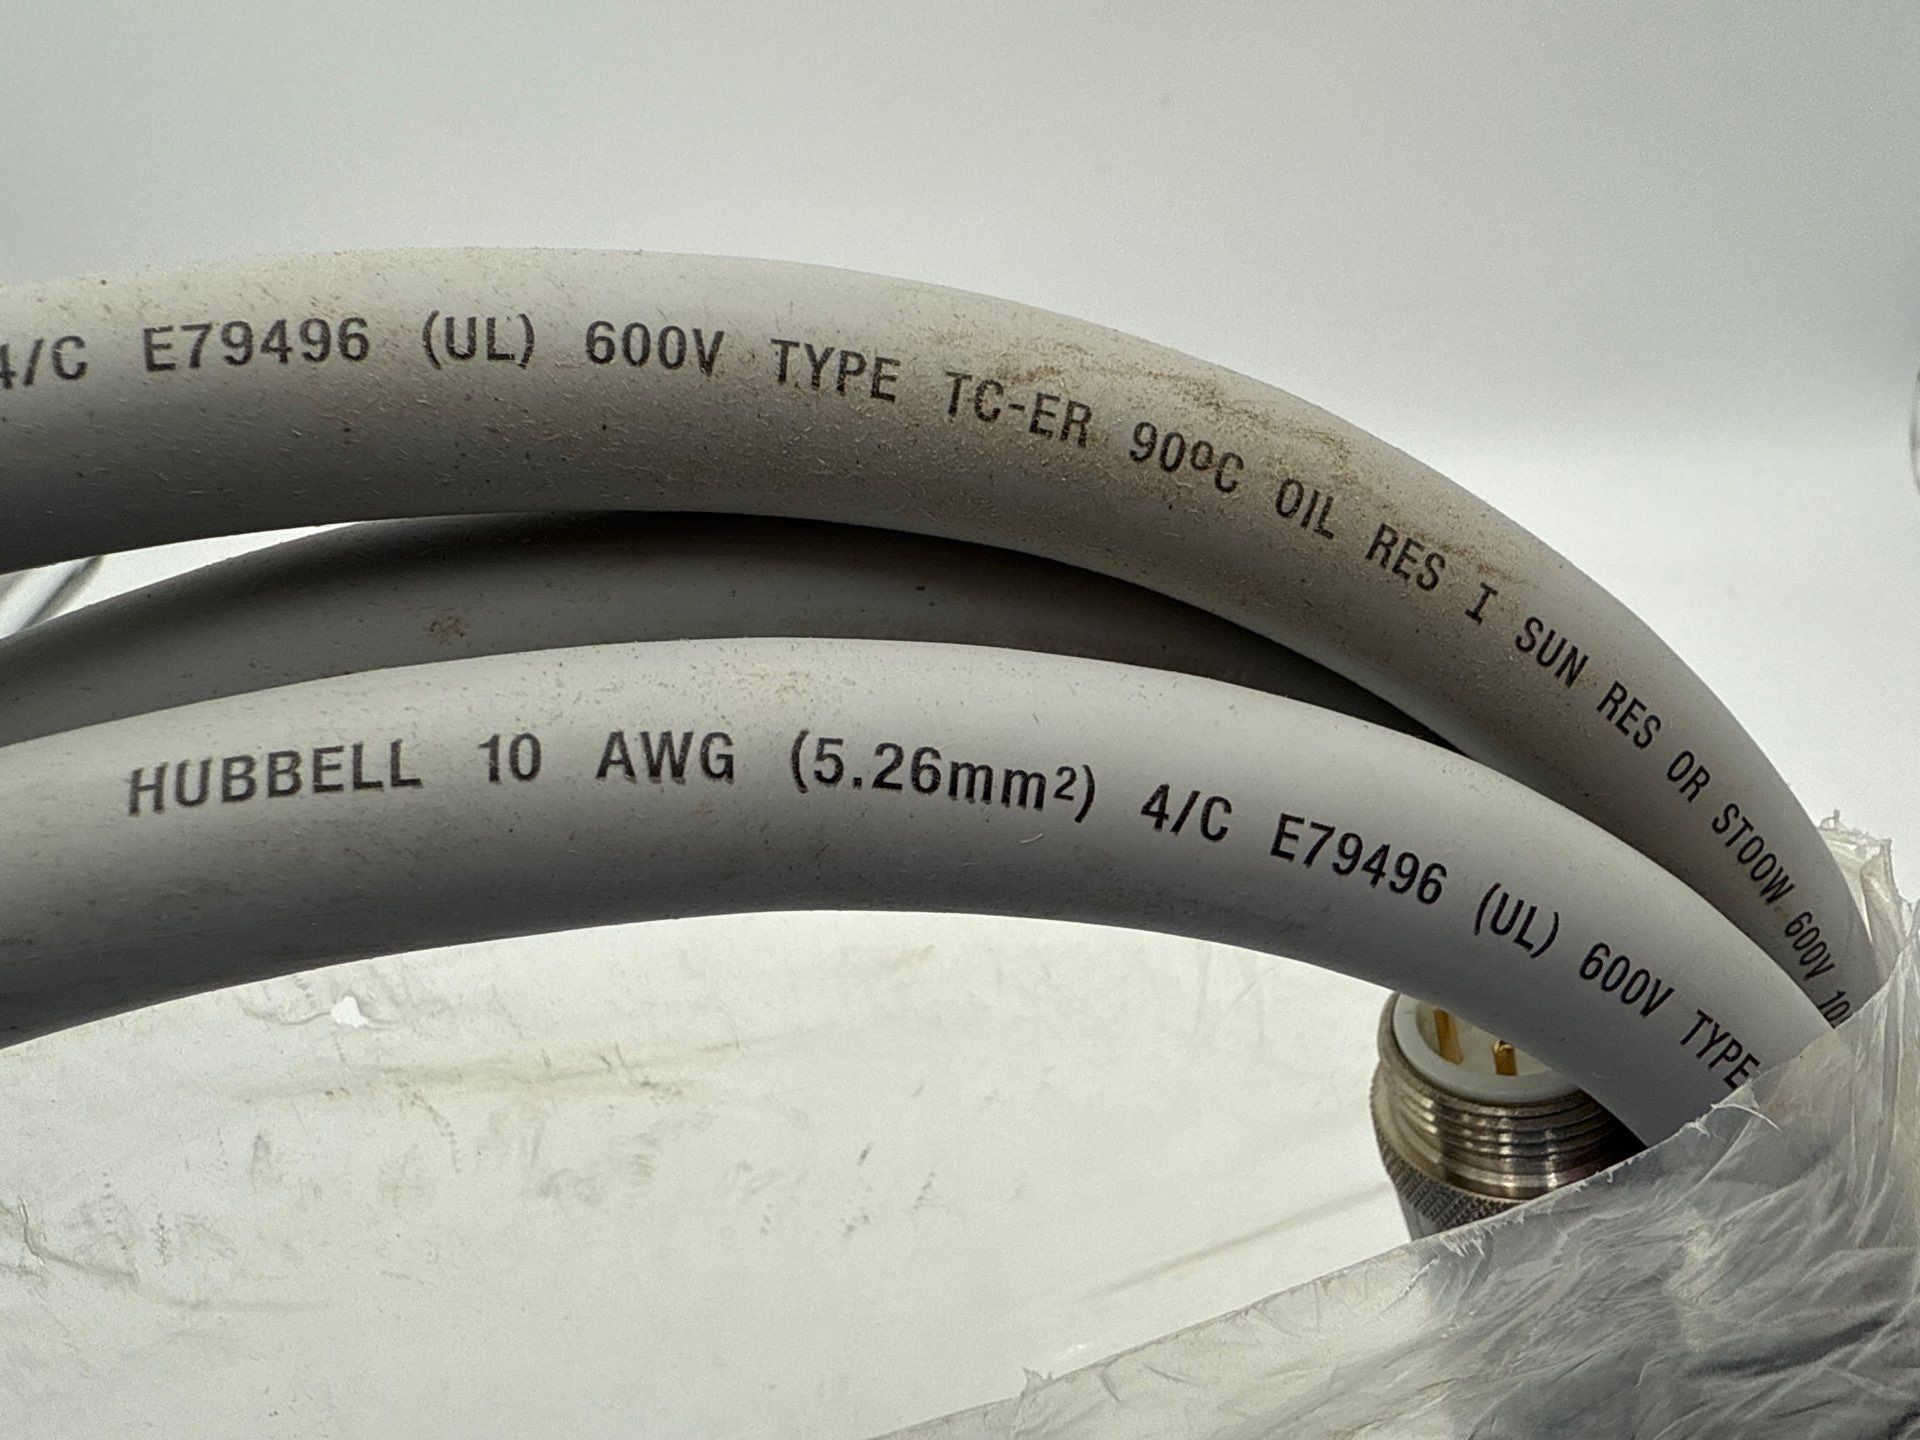 4/C E79496 (UL) 600V TYPE TC-ER 90ºC OIL RES I SUN RES OR STOOW 600V
HUBBELL 10 AWG (5.26mm²) 4/C E79496 (UL) 600V TYPE